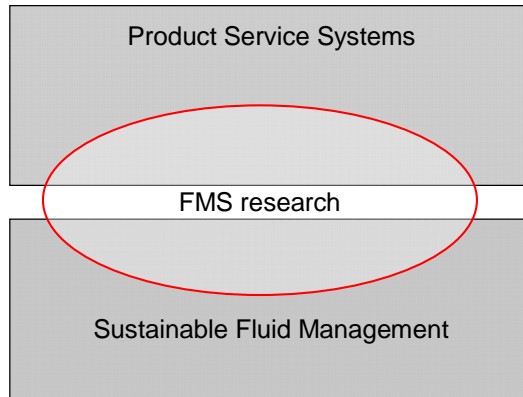 Product Service Systems
FMS research
Sustainable Fluid Management